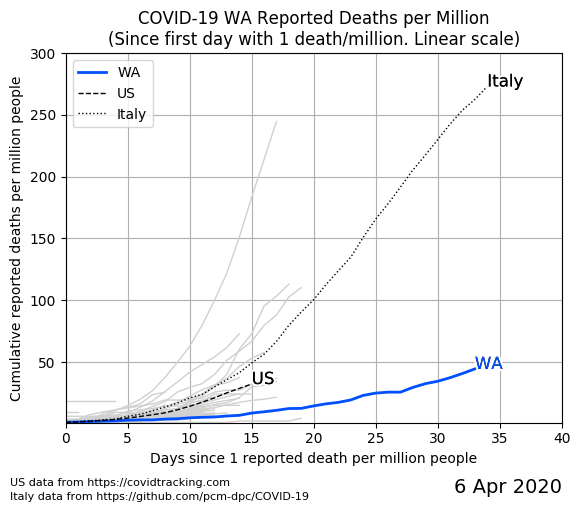 COVID-19 WA Reported Deaths per Million
(Since first day with 1 death/million. Linear scale)
300
250
200
150
100
50
Cumulative reported deaths per million people
WA
US
Italy
Italy
US
WA
0
5
10
15
20
25
30
35
40
Days since 1 reported death per million people
US data from https://covidtracking.com
Italy data from https://github.com/pcm-dpc/COVID-19
6 Apr 2020